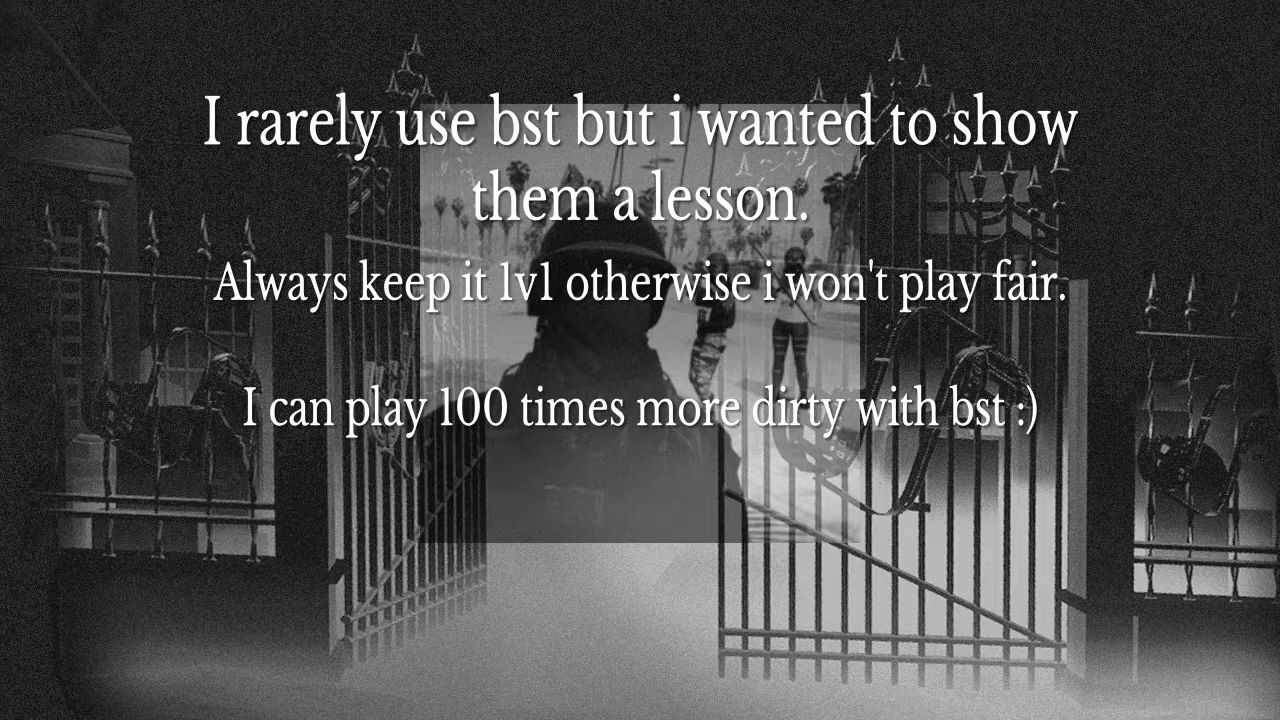 I rarely use bst but i wanted to show
them a lesson.
Always keep it 1v1 otherwise i won't play fair.
I can play 100 times more dirty with bst :)